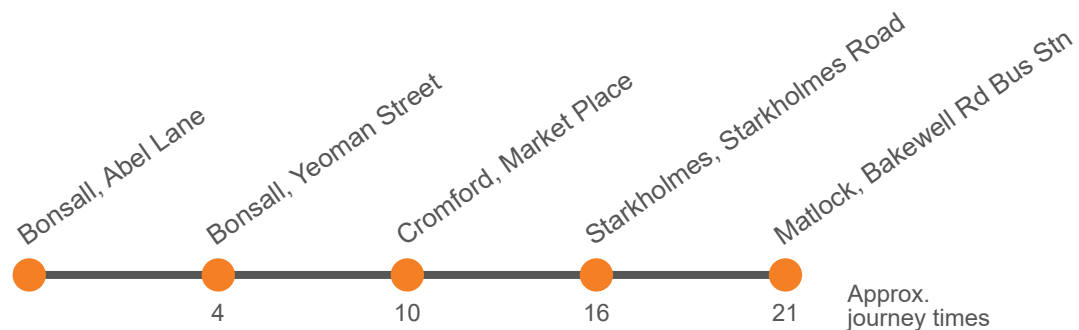 Bonsall, Abel Lane
Bonsall, Yeoman Street
Cromford, Market Place
Starkholmes, Starkholmes Road
Matlock, Bakewell Rd Bus Stn
4
10
16
21
Approx.
journey times